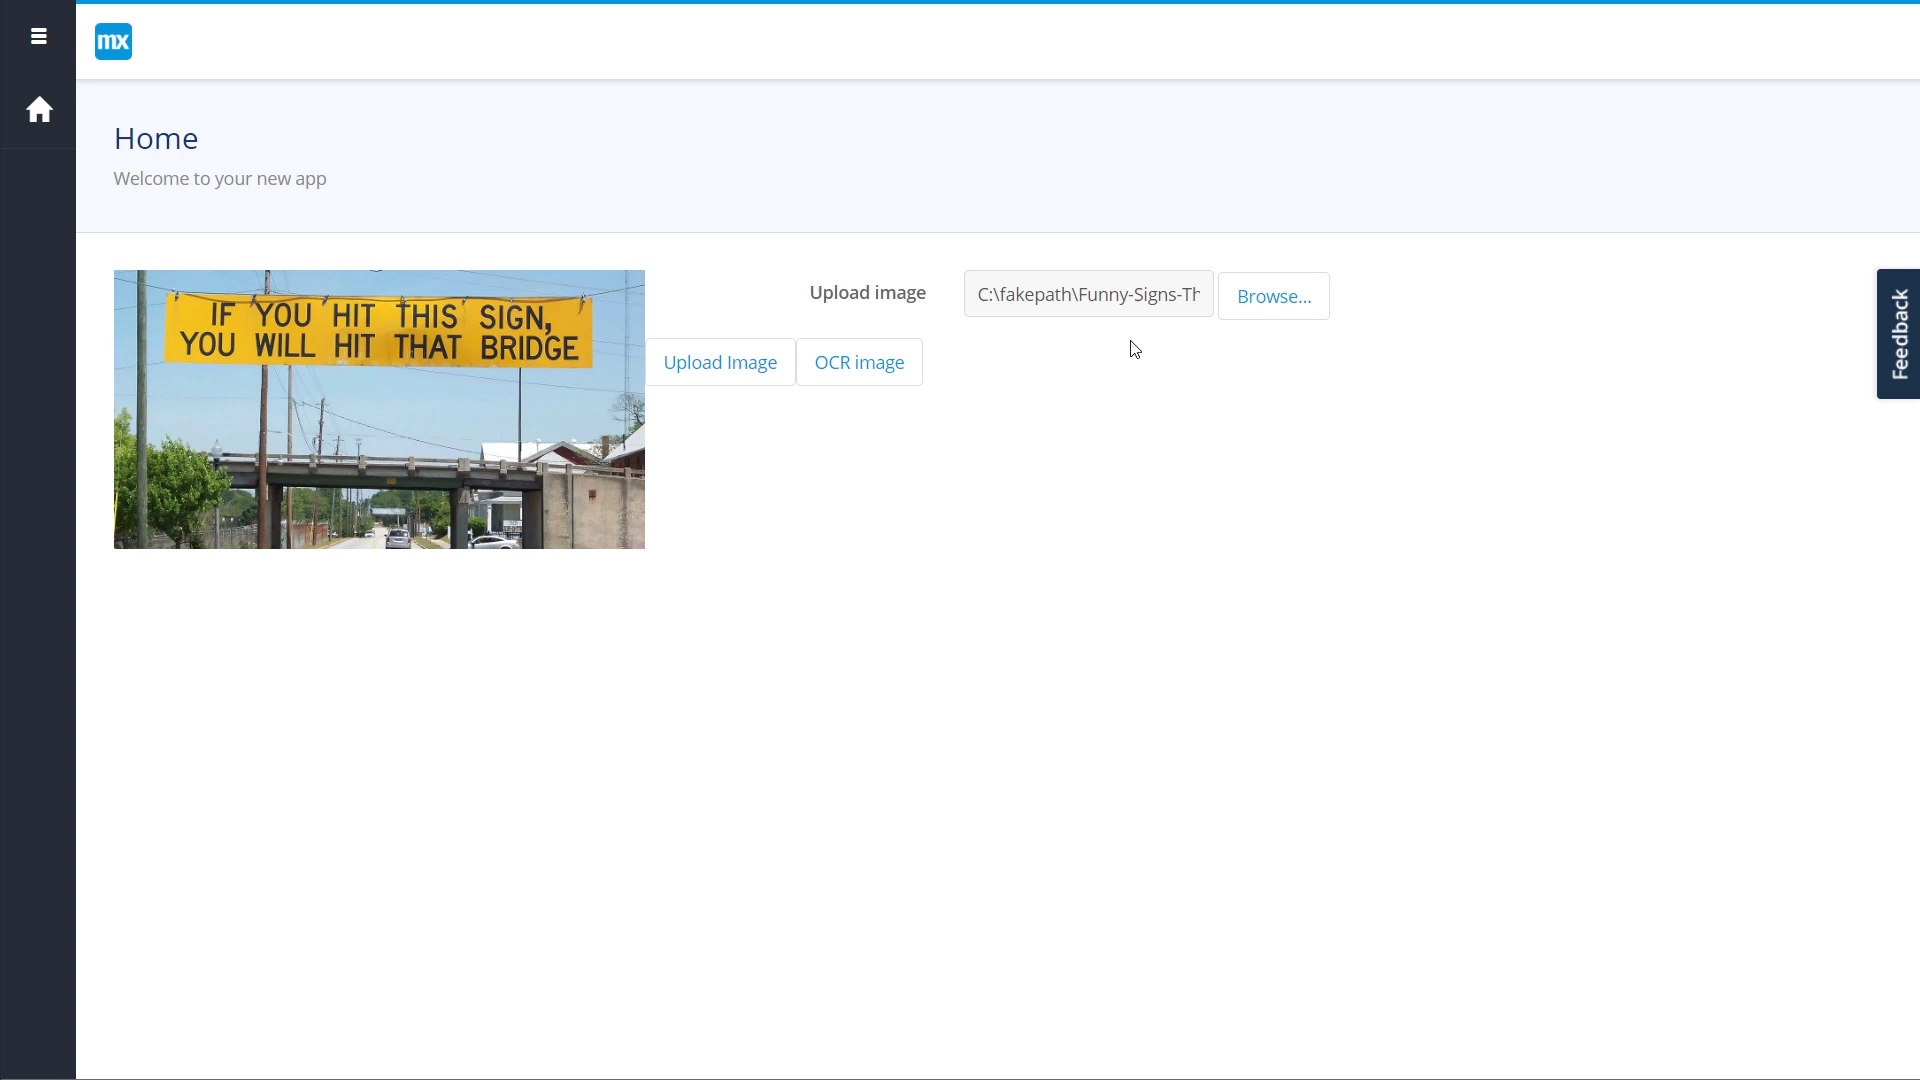 mx
Home
Welcome to your new app
IF YOU HIT THIS SIGN,
YOU WILL HIT THAT BRIDGE
Upload image
C:\fakepath\Funny-Signs-Th
Browse...
Upload Image
OCR image
Feedback